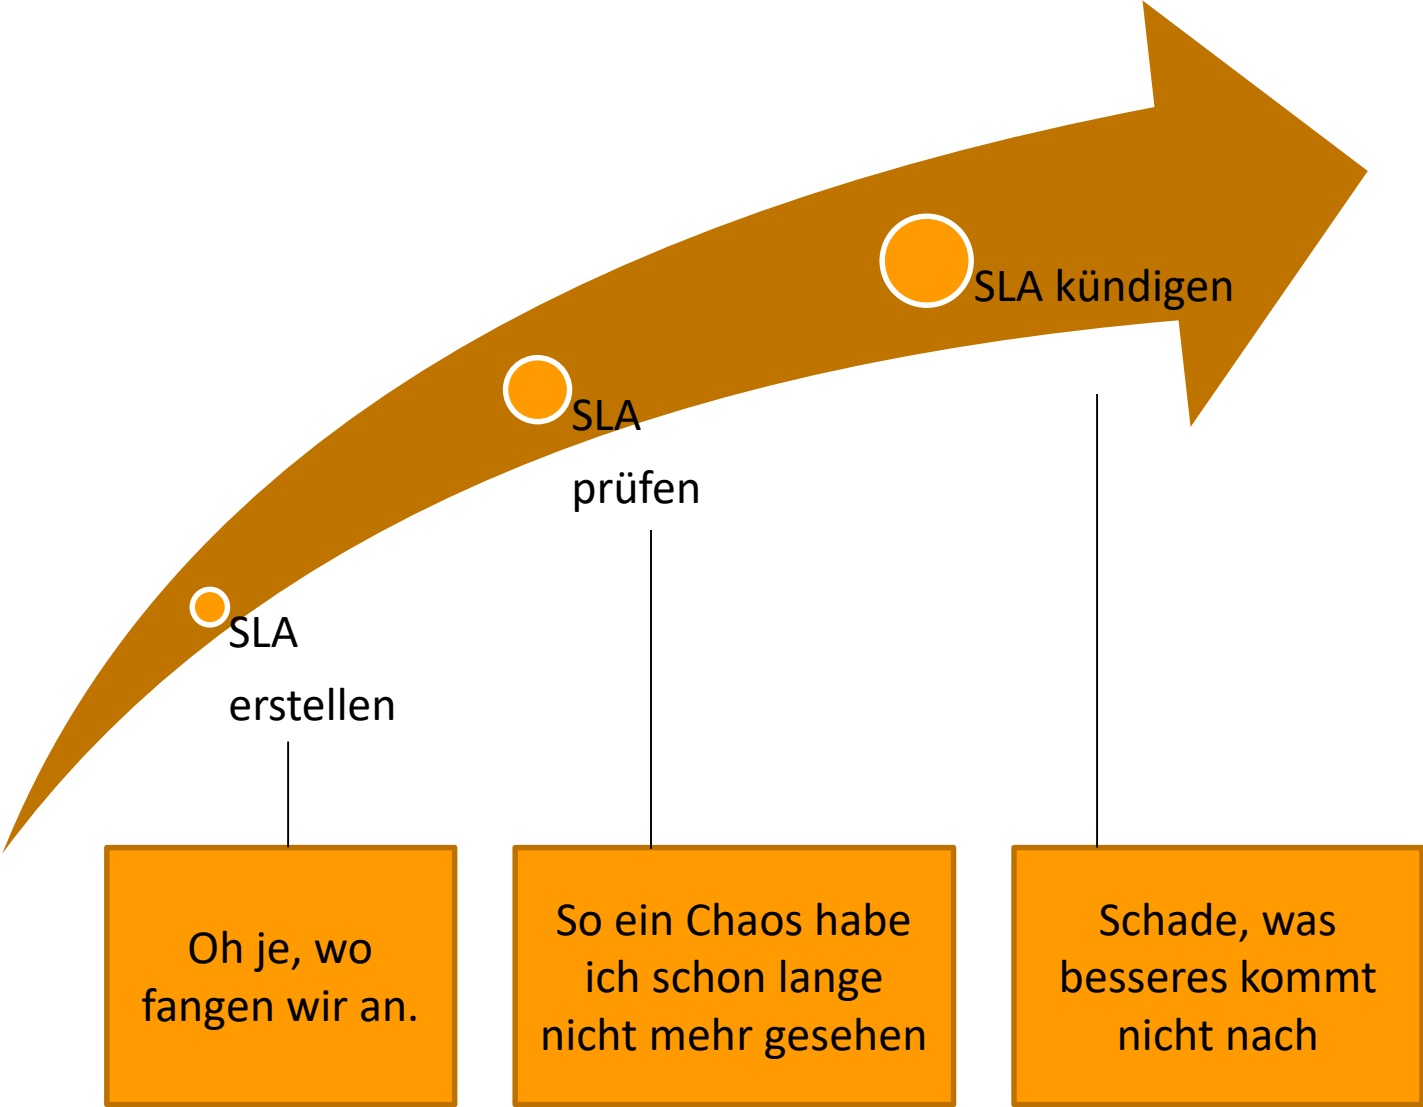 SLA kündigen
SLA
prüfen
SLA
erstellen
Oh je, wo
fangen wir an.
So ein Chaos habe
ich schon lange
nicht mehr gesehen
Schade, was
besseres kommt
nicht nach